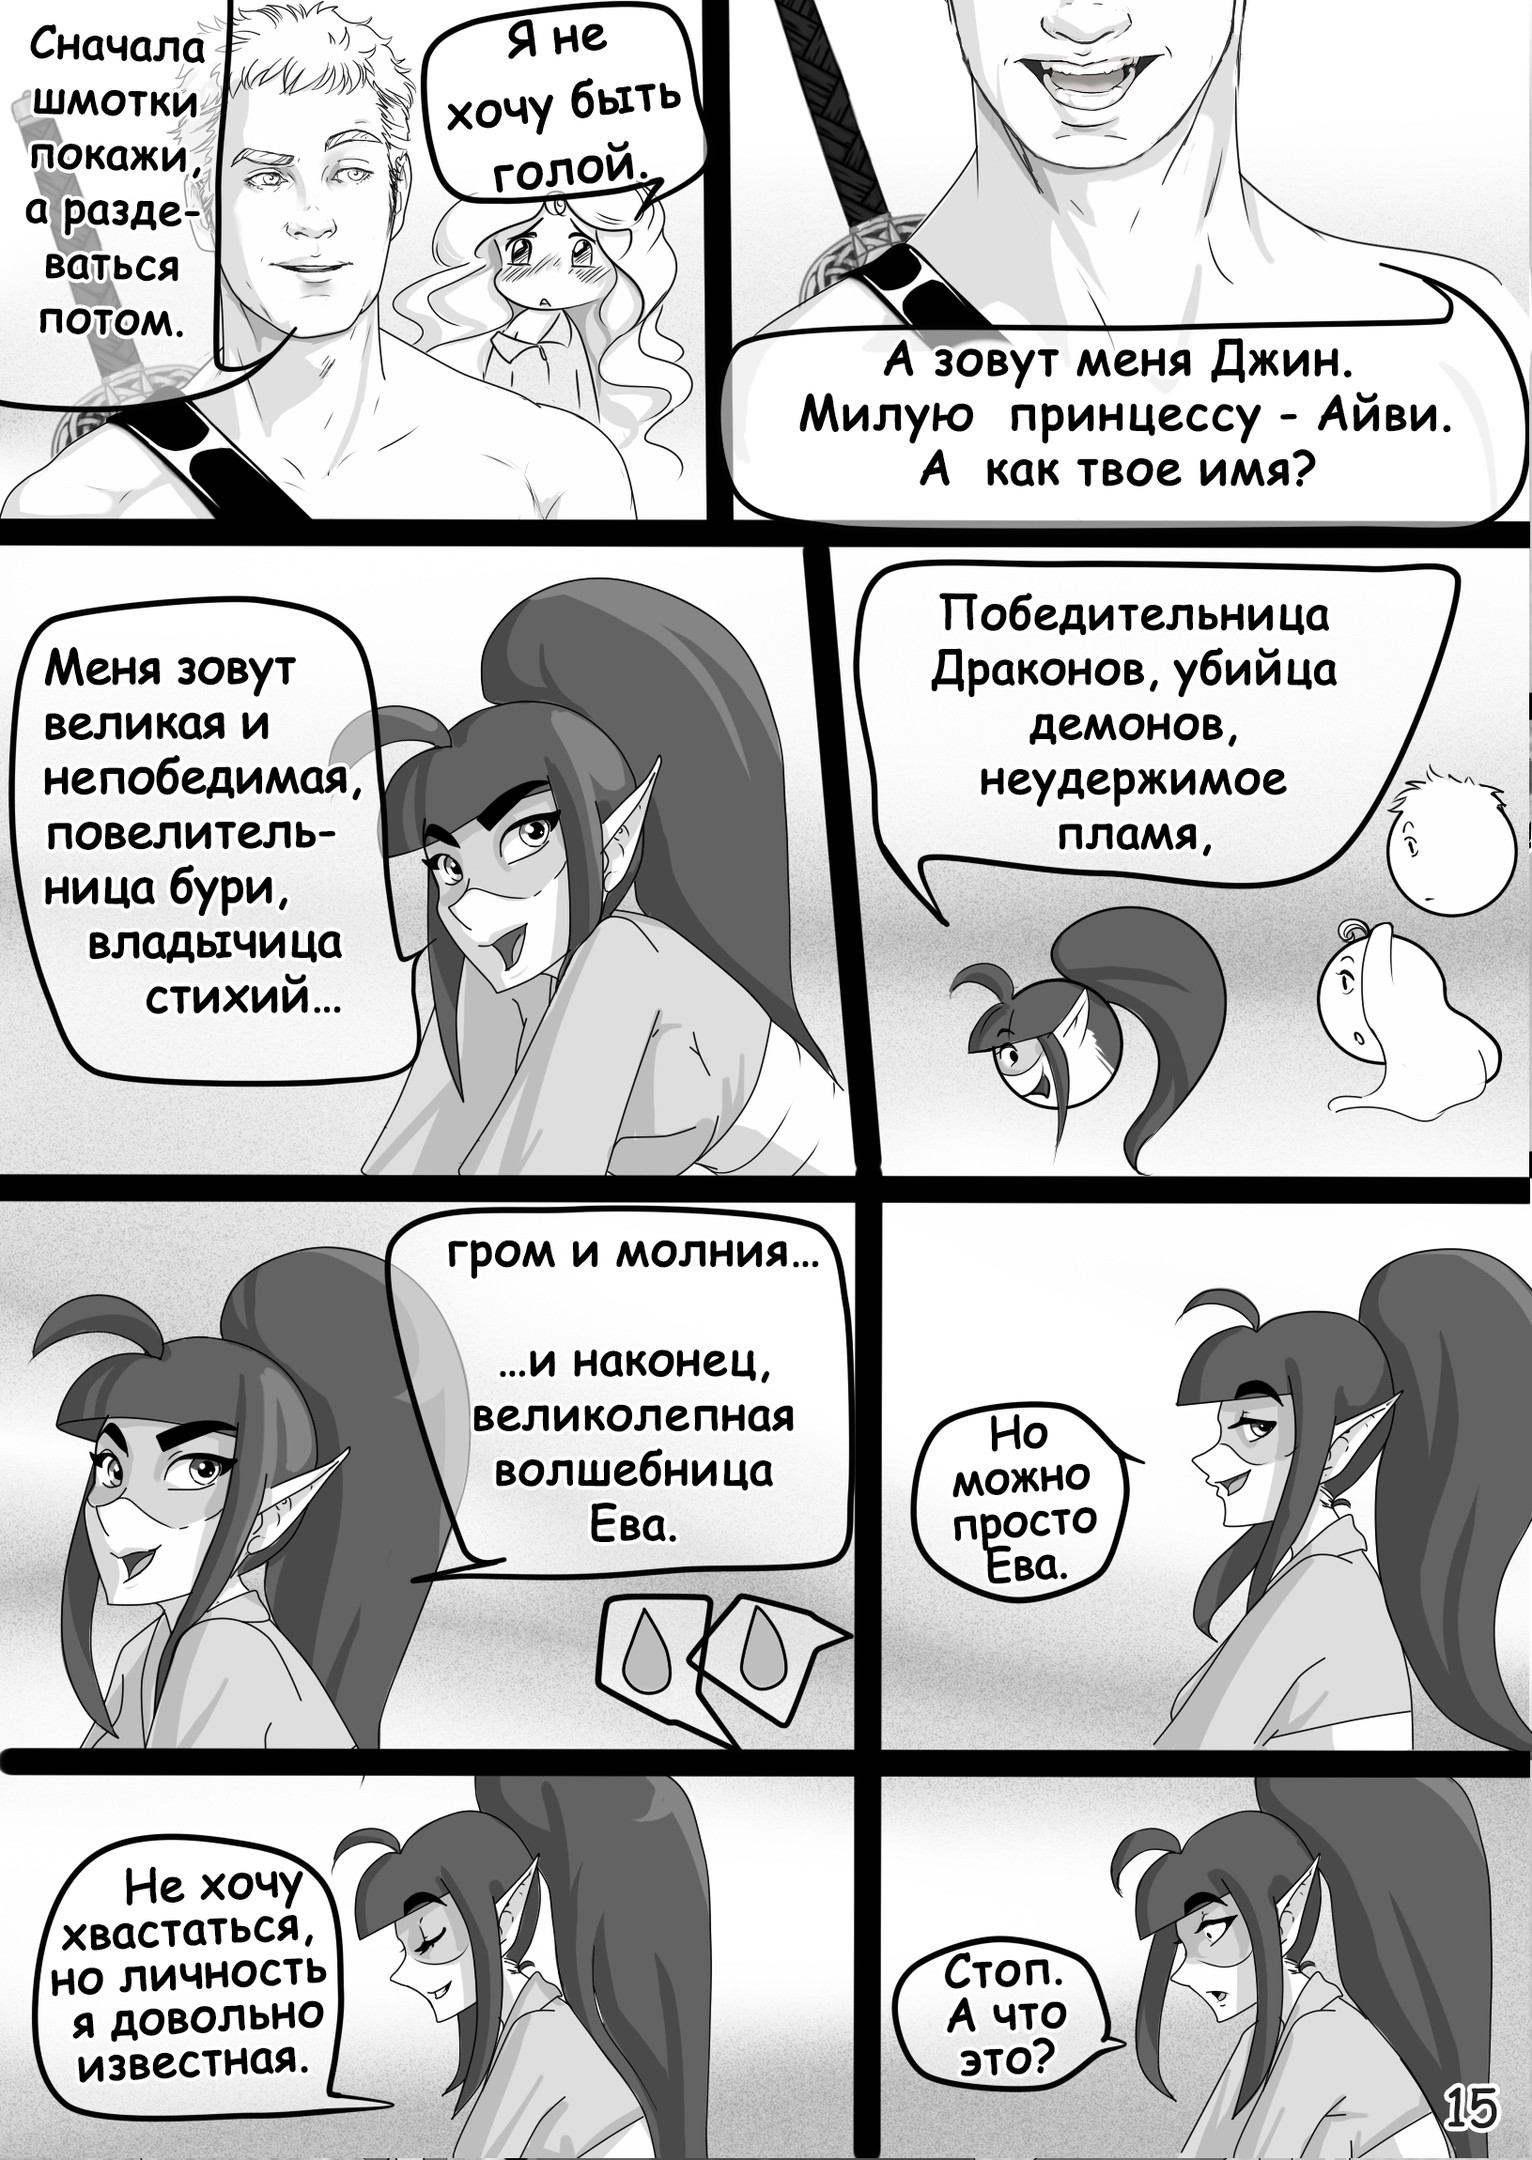 Сначала
шмотки
покажи,
а разде-
ваться
потом.
Я не
хочу быть
голой.
А зовут меня Джин.
Милую принцессу - Айви.
А как твое имя?
Меня зовут
великая и
непобедимая,
повелитель-
ница бури,
владычица
стихий...
Победительница
Драконов, убийца
демонов,
неудержимое
пламя,
гром и молния...
...и наконец,
великолепная
волшебница
Ева.
Но
можно
просто
Ева.
Не хочу
хвастаться,
но личность
я довольно
известная.
Стоп.
А что
это?
15